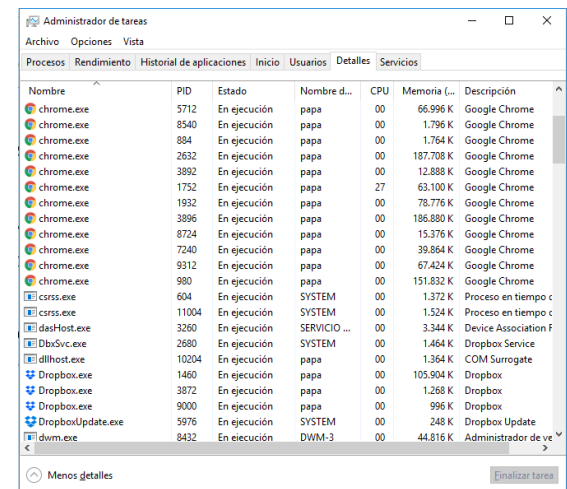 Administrador de tareas
Archivo Opciones Vista
Procesos Rendimiento Historial de aplicaciones Inicio Usuarios Detalles Servicios
Nombre PID Estado Nombre d... CPU Memoria (... Descripción
chrome.exe 5712 En ejecución papa 00 66.996 K Google Chrome
chrome.exe 8540 En ejecución papa 00 1.796 K Google Chrome
chrome.exe 884 En ejecución papa 00 1.764 K Google Chrome
chrome.exe 2632 En ejecución papa 00 187.708 K Google Chrome
chrome.exe 3892 En ejecución papa 00 12.888 K Google Chrome
chrome.exe 1752 En ejecución papa 27 63.100 K Google Chrome
chrome.exe 1932 En ejecución papa 00 78.776 K Google Chrome
chrome.exe 3896 En ejecución papa 00 186.880 K Google Chrome
chrome.exe 8724 En ejecución papa 00 15.376 K Google Chrome
chrome.exe 7240 En ejecución papa 00 39.864 K Google Chrome
chrome.exe 9312 En ejecución papa 00 67.424 K Google Chrome
chrome.exe 980 En ejecución papa 00 151.832 K Google Chrome
csrss.exe 604 En ejecución SYSTEM 00 1.372 K Proceso en tiempo c
csrss.exe 11004 En ejecución SYSTEM 00 1.524 K Proceso en tiempo c
dasHost.exe 3260 En ejecución SERVICIO ... 00 3.344 K Device Association F
DbxSvc.exe 2680 En ejecución SYSTEM 00 1.464 K Dropbox Service
dllhost.exe 10204 En ejecución papa 00 1.364 K COM Surrogate
Dropbox.exe 1460 En ejecución papa 00 105.904 K Dropbox
Dropbox.exe 3872 En ejecución papa 00 1.268 K Dropbox
Dropbox.exe 9000 En ejecución papa 00 996 K Dropbox
DropboxUpdate.exe 5976 En ejecución SYSTEM 00 248 K Dropbox Update
dwm.exe 8432 En ejecución DWM-3 00 44.816 K Administrador de ve
Menos detalles Finalizar tarea